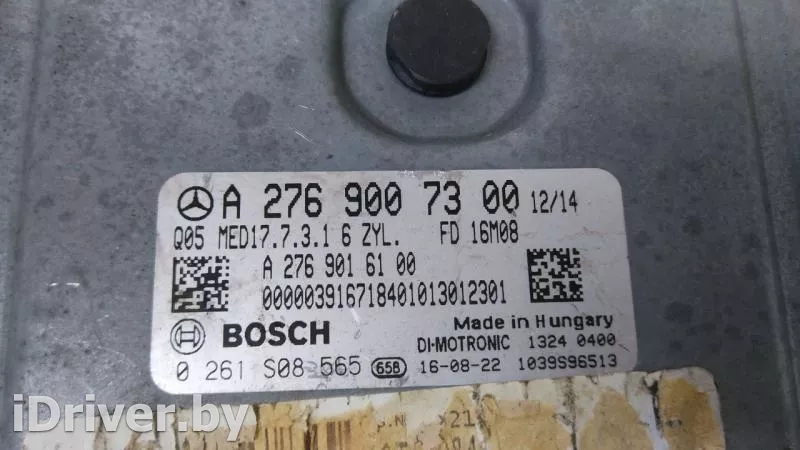 A 276 900 73 00 12/14
Q05 MED17.7.3.1 6 ZYL. FD 16M08
A 276 901 61 00
000003916718401013012301
BOSCH
Made in Hungary
DI-MOTRONIC 1324 0400
0 261 S08 565 65B 16-08-22 1039S96513
iDriver.by